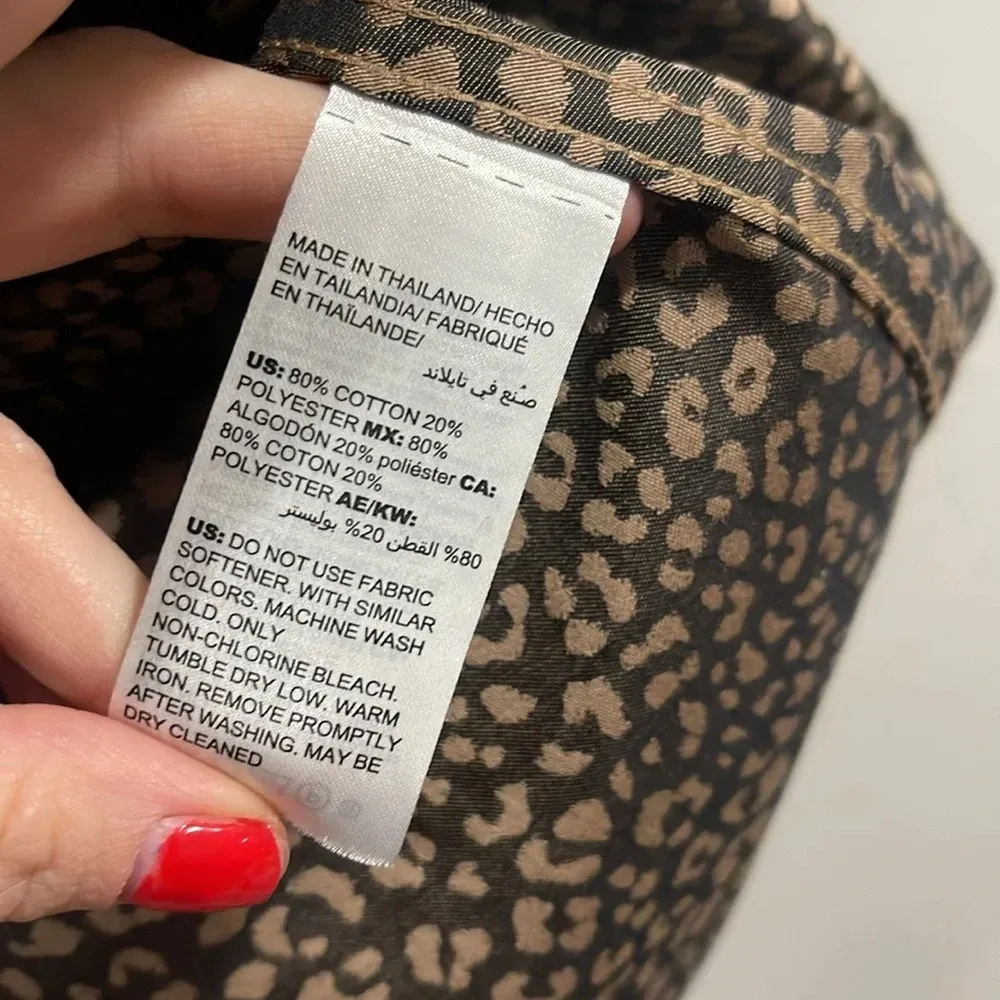 MADE IN THAILAND/ HECHO
EN TAILANDIA/ FABRIQUÉ
EN THAÏLANDE/
صُنع في تايلاند
US: 80% COTTON 20%
POLYESTER MX: 80%
ALGODÓN 20% poliéster CA:
80% COTON 20%
POLYESTER AE/KW:
80% القطن 20% بوليستر
US: DO NOT USE FABRIC
SOFTENER. WITH SIMILAR
COLORS. MACHINE WASH
COLD. ONLY
NON-CHLORINE BLEACH.
TUMBLE DRY LOW. WARM
IRON. REMOVE PROMPTLY
AFTER WASHING. MAY BE
DRY CLEANED